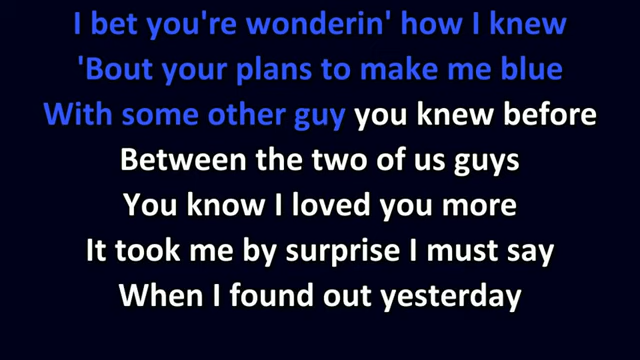 I bet you're wonderin' how I knew
'Bout your plans to make me blue
With some other guy you knew before
Between the two of us guys
You know I loved you more
It took me by surprise I must say
When I found out yesterday